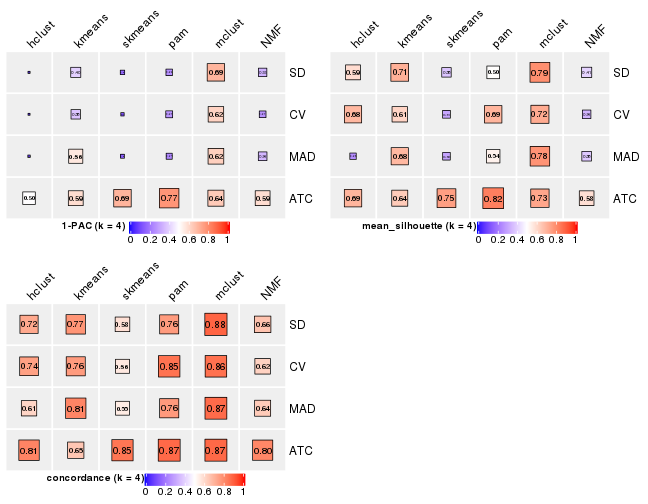 hclust kmeans skmeans pam mclust NMF
0.69 SD
0.62 CV
0.56 0.62 MAD
0.50 0.59 0.69 0.77 0.64 0.59 ATC
1-PAC (k = 4)
0 0.2 0.4 0.6 0.8 1
hclust kmeans skmeans pam mclust NMF
0.59 0.71 0.50 0.79 SD
0.68 0.61 0.69 0.72 CV
0.68 0.54 0.78 MAD
0.69 0.64 0.75 0.82 0.73 0.58 ATC
mean_silhouette (k = 4)
0 0.2 0.4 0.6 0.8 1
hclust kmeans skmeans pam mclust NMF
0.72 0.77 0.58 0.76 0.88 0.66 SD
0.74 0.76 0.56 0.85 0.86 0.62 CV
0.61 0.81 0.76 0.87 0.64 MAD
0.81 0.85 0.87 0.87 0.80 ATC
concordance (k = 4)
0 0.2 0.4 0.6 0.8 1